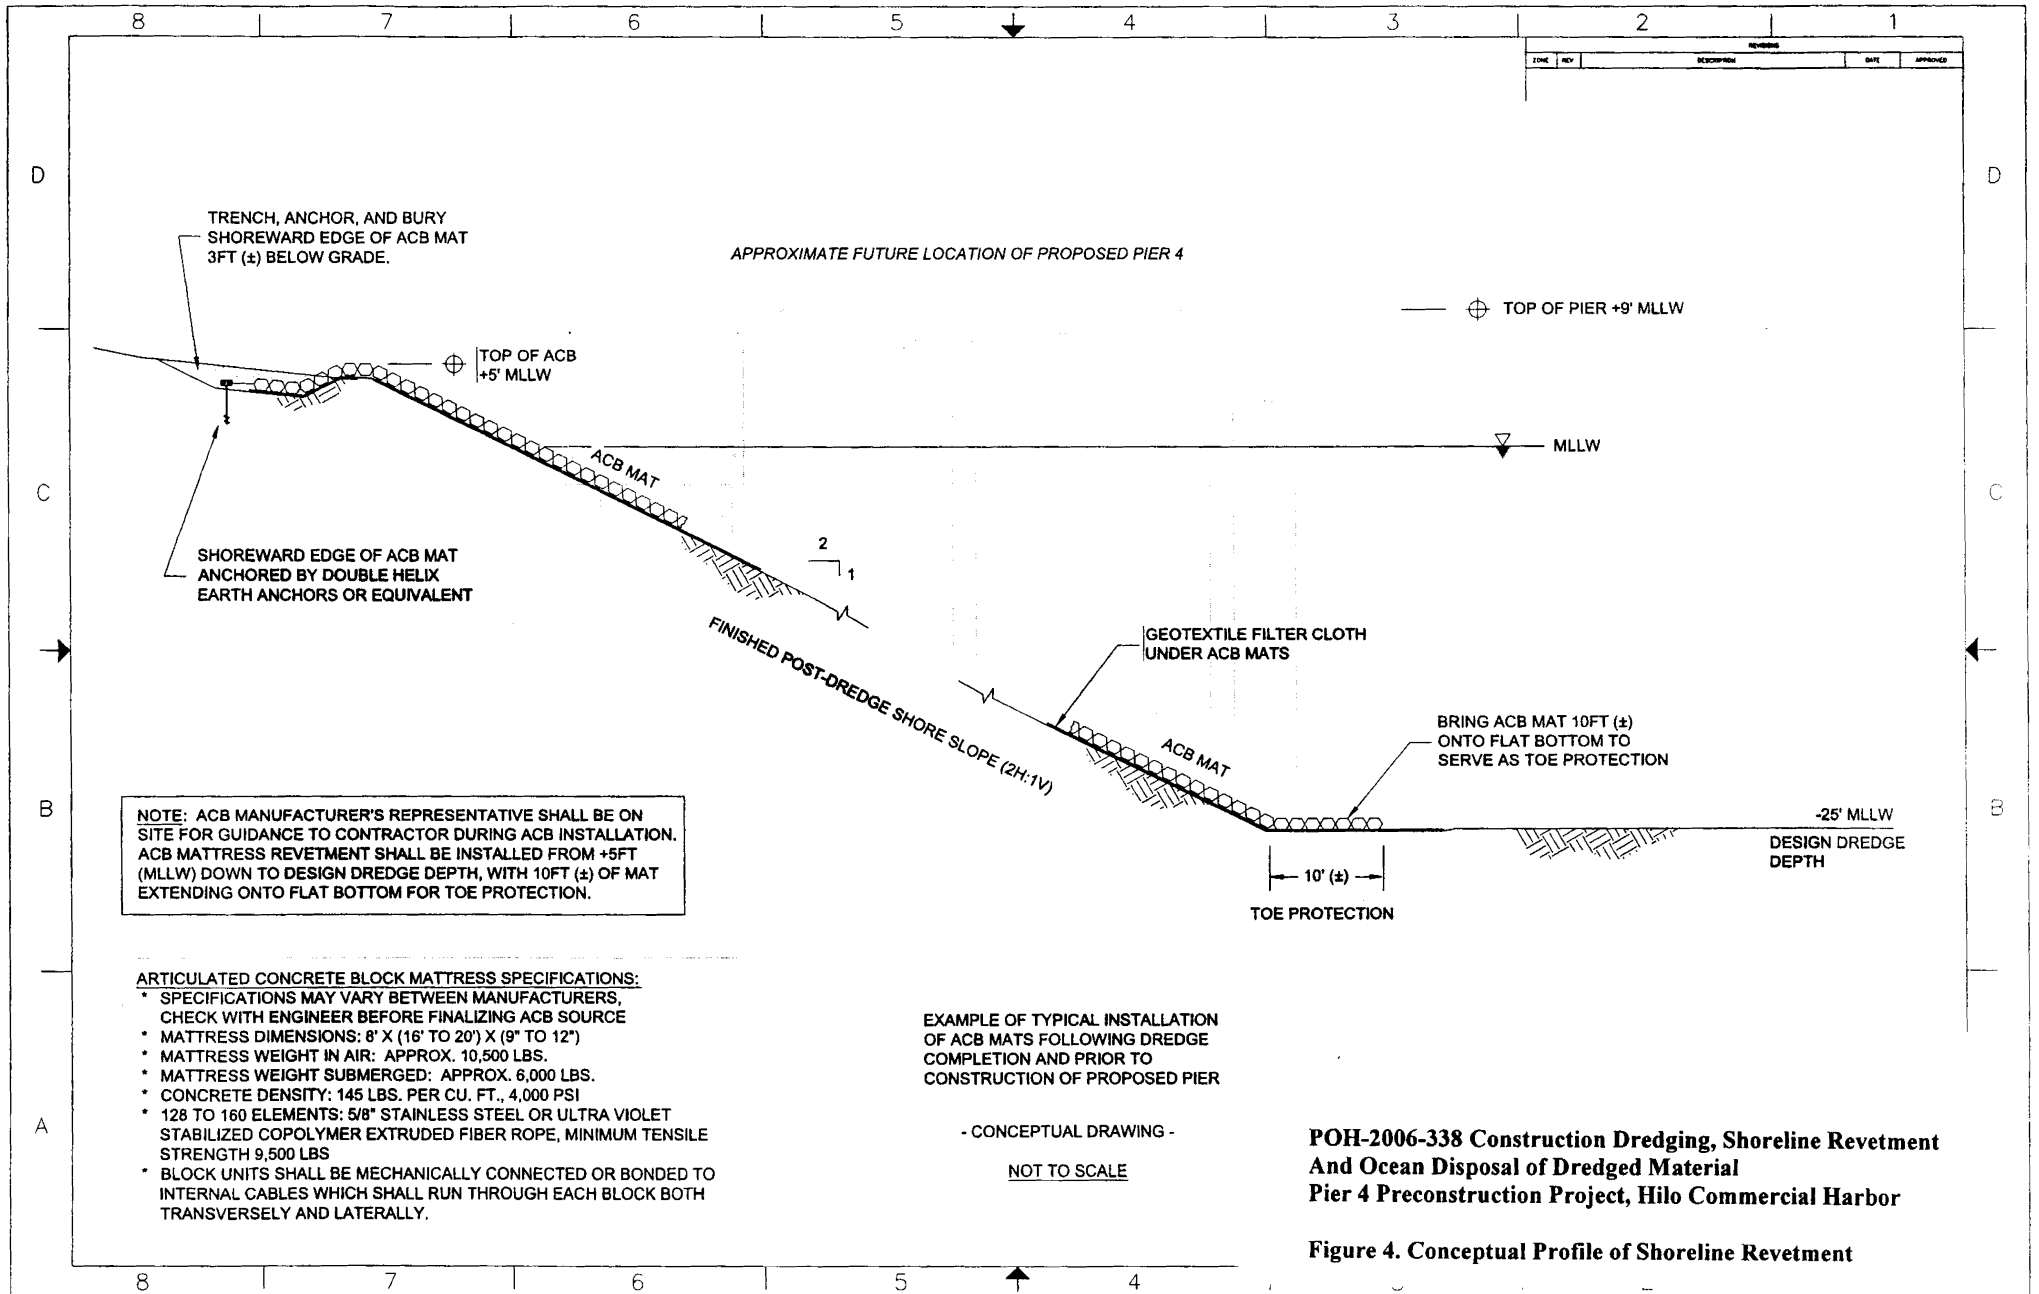 8 7 6 5 4 3 2 1
REVISIONS
ZONE REV DESCRIPTION DATE APPROVED
D D
TRENCH, ANCHOR, AND BURY
SHOREWARD EDGE OF ACB MAT
3FT (±) BELOW GRADE.
APPROXIMATE FUTURE LOCATION OF PROPOSED PIER 4
TOP OF PIER +9' MLLW
TOP OF ACB
+5' MLLW
MLLW
ACB MAT
C C
SHOREWARD EDGE OF ACB MAT
ANCHORED BY DOUBLE HELIX
EARTH ANCHORS OR EQUIVALENT
2
1
FINISHED POST-DREDGE SHORE SLOPE (2H:1V)
GEOTEXTILE FILTER CLOTH
UNDER ACB MATS
ACB MAT
BRING ACB MAT 10FT (±)
ONTO FLAT BOTTOM TO
SERVE AS TOE PROTECTION
B B
-25' MLLW
DESIGN DREDGE
DEPTH
10' (±)
TOE PROTECTION
NOTE: ACB MANUFACTURER'S REPRESENTATIVE SHALL BE ON
SITE FOR GUIDANCE TO CONTRACTOR DURING ACB INSTALLATION.
ACB MATTRESS REVETMENT SHALL BE INSTALLED FROM +5FT
(MLLW) DOWN TO DESIGN DREDGE DEPTH, WITH 10FT (±) OF MAT
EXTENDING ONTO FLAT BOTTOM FOR TOE PROTECTION.
ARTICULATED CONCRETE BLOCK MATTRESS SPECIFICATIONS:
* SPECIFICATIONS MAY VARY BETWEEN MANUFACTURERS,
CHECK WITH ENGINEER BEFORE FINALIZING ACB SOURCE
* MATTRESS DIMENSIONS: 8' X (16' TO 20') X (9" TO 12")
* MATTRESS WEIGHT IN AIR: APPROX. 10,500 LBS.
* MATTRESS WEIGHT SUBMERGED: APPROX. 6,000 LBS.
* CONCRETE DENSITY: 145 LBS. PER CU. FT., 4,000 PSI
* 128 TO 160 ELEMENTS: 5/8" STAINLESS STEEL OR ULTRA VIOLET
STABILIZED COPOLYMER EXTRUDED FIBER ROPE, MINIMUM TENSILE
STRENGTH 9,500 LBS
* BLOCK UNITS SHALL BE MECHANICALLY CONNECTED OR BONDED TO
INTERNAL CABLES WHICH SHALL RUN THROUGH EACH BLOCK BOTH
TRANSVERSELY AND LATERALLY.
A
EXAMPLE OF TYPICAL INSTALLATION
OF ACB MATS FOLLOWING DREDGE
COMPLETION AND PRIOR TO
CONSTRUCTION OF PROPOSED PIER
- CONCEPTUAL DRAWING -
NOT TO SCALE
POH-2006-338 Construction Dredging, Shoreline Revetment
And Ocean Disposal of Dredged Material
Pier 4 Preconstruction Project, Hilo Commercial Harbor
Figure 4. Conceptual Profile of Shoreline Revetment
8 7 6 5 4